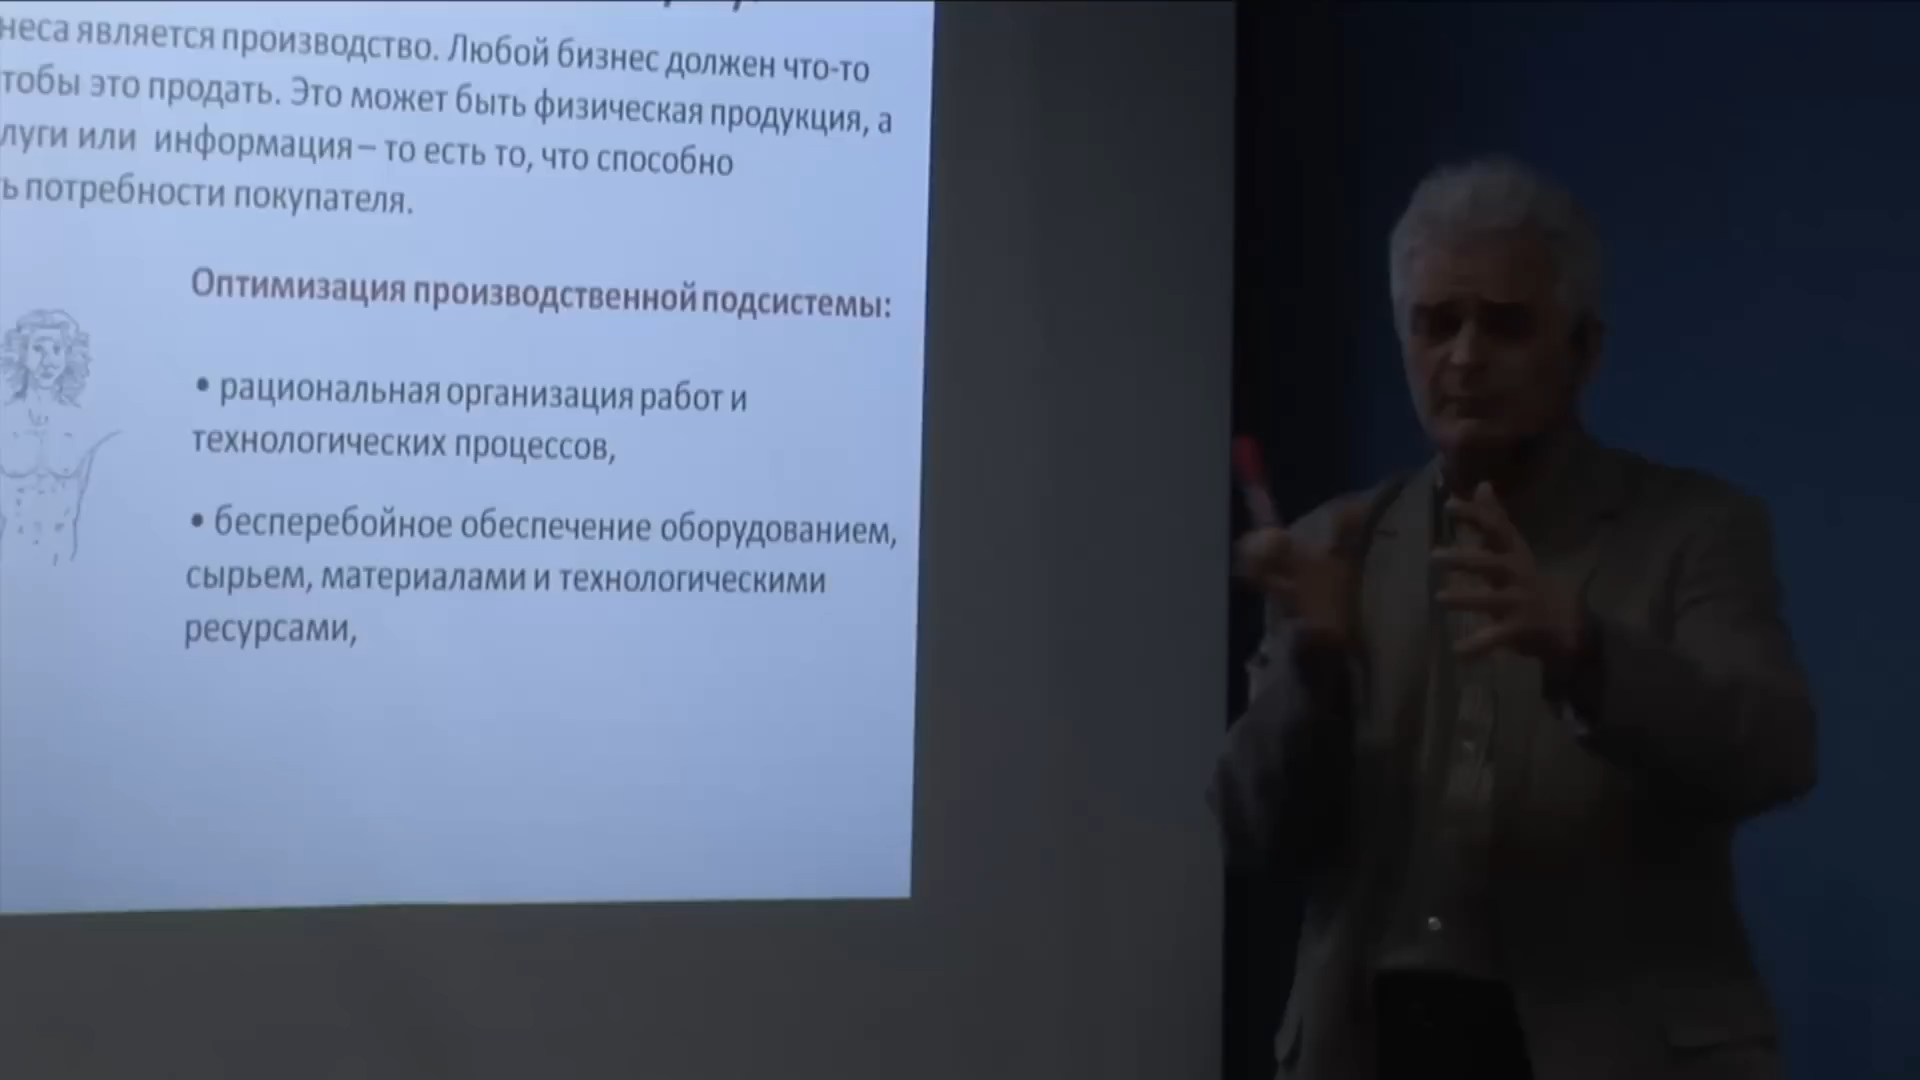 неса является производство. Любой бизнес должен что-то
тобы это продать. Это может быть физическая продукция, а
луги или информация – то есть то, что способно
ь потребности покупателя.
Оптимизация производственной подсистемы:
• рациональная организация работ и
технологических процессов,
• бесперебойное обеспечение оборудованием,
сырьем, материалами и технологическими
ресурсами,